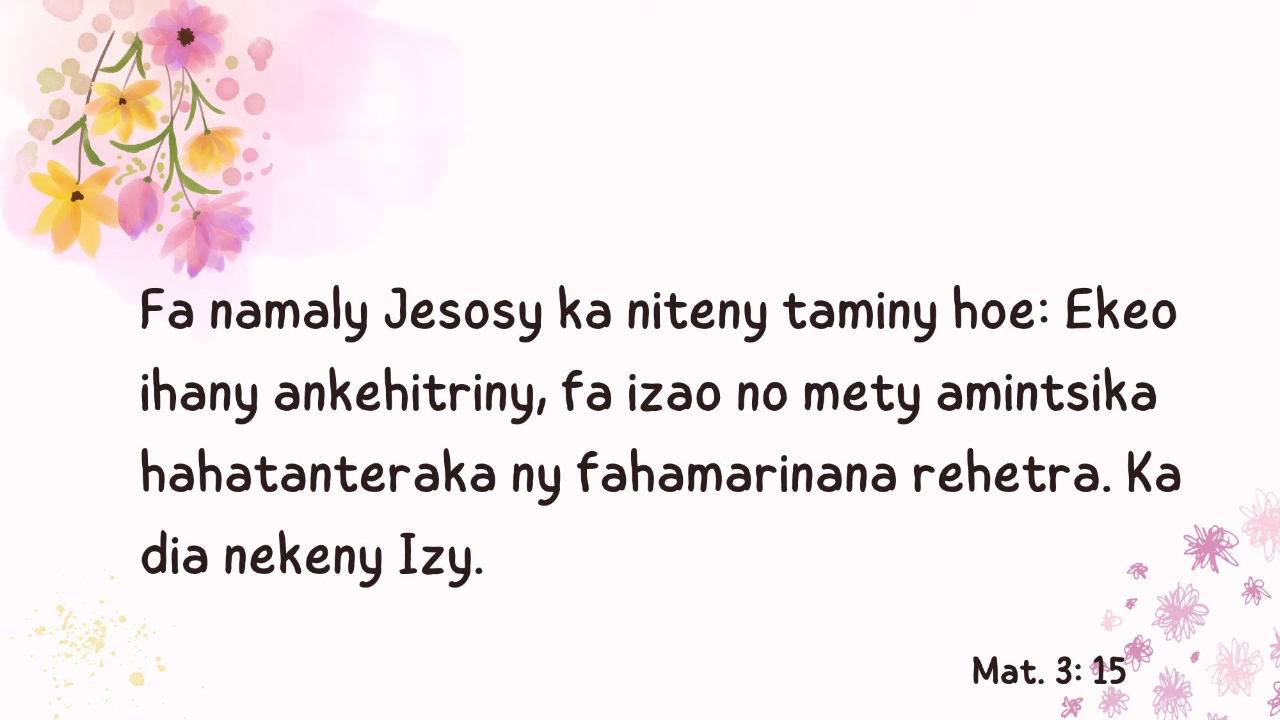 Fa namaly Jesosy ka niteny taminy hoe: Ekeo
ihany ankehitriny, fa izao no mety amintsika
hahatanteraka ny fahamarinana rehetra. Ka
dia nekeny Izy.
Mat. 3: 15